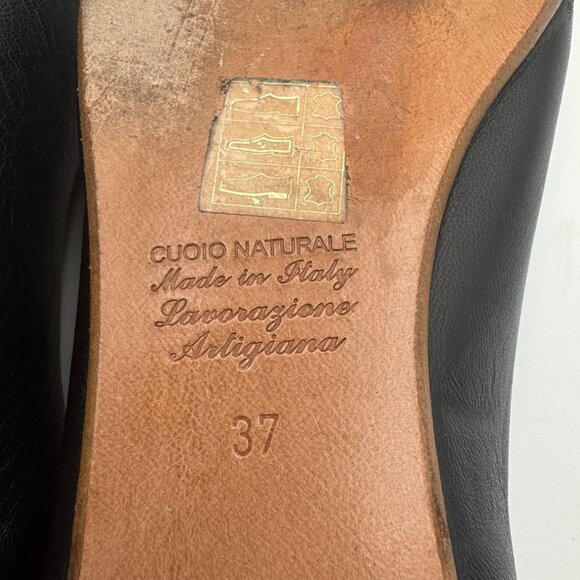 CUOIO NATURALE
Made in Italy
Lavorazione
Artigiana
37